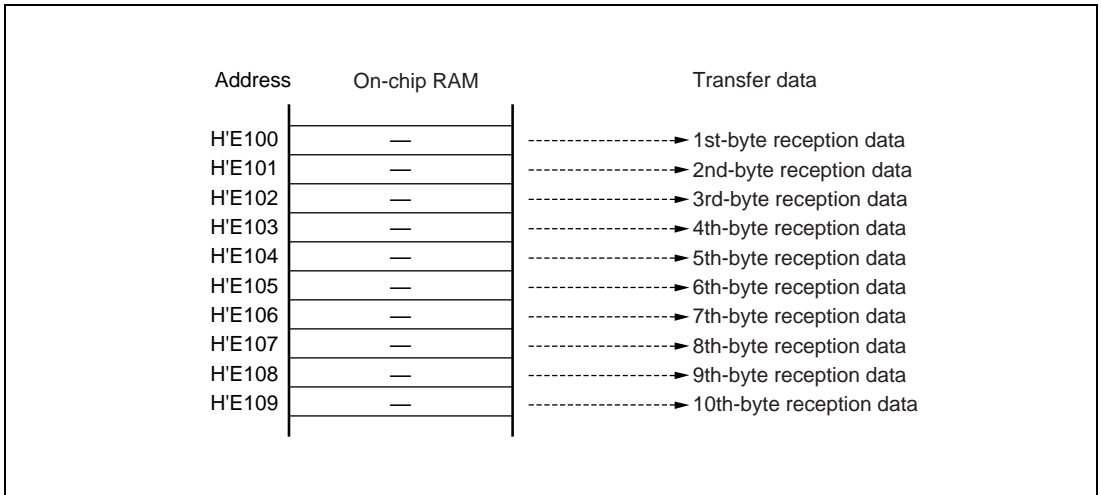 Address On-chip RAM Transfer data
H'E100 — 1st-byte reception data
H'E101 — 2nd-byte reception data
H'E102 — 3rd-byte reception data
H'E103 — 4th-byte reception data
H'E104 — 5th-byte reception data
H'E105 — 6th-byte reception data
H'E106 — 7th-byte reception data
H'E107 — 8th-byte reception data
H'E108 — 9th-byte reception data
H'E109 — 10th-byte reception data